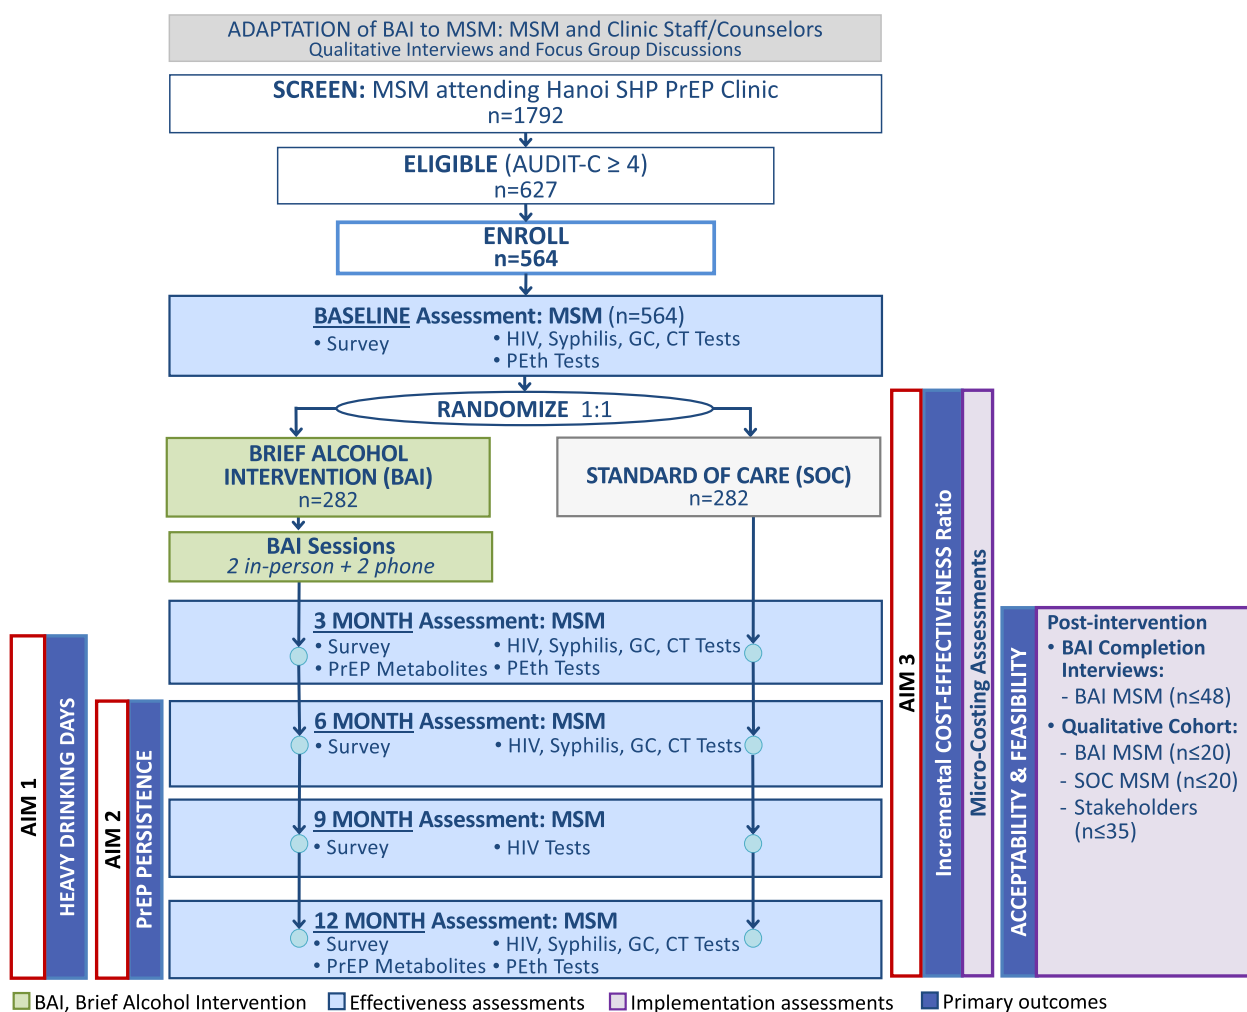 ADAPTATION of BAI to MSM: MSM and Clinic Staff/Counselors
Qualitative Interviews and Focus Group Discussions
SCREEN: MSM attending Hanoi SHP PrEP Clinic
n=1792
ELIGIBLE (AUDIT-C ≥ 4)
n=627
ENROLL
n=564
BASELINE Assessment: MSM (n=564)
• Survey
• HIV, Syphilis, GC, CT Tests
• PEth Tests
RANDOMIZE 1:1
BRIEF ALCOHOL
INTERVENTION (BAI)
n=282
STANDARD OF CARE (SOC)
n=282
BAI Sessions
2 in-person + 2 phone
3 MONTH Assessment: MSM
• Survey
• HIV, Syphilis, GC, CT Tests
• PrEP Metabolites
• PEth Tests
6 MONTH Assessment: MSM
• Survey
• HIV, Syphilis, GC, CT Tests
9 MONTH Assessment: MSM
• Survey
• HIV Tests
12 MONTH Assessment: MSM
• Survey
• HIV, Syphilis, GC, CT Tests
• PrEP Metabolites
• PEth Tests
AIM 1
HEAVY DRINKING DAYS
AIM 2
PrEP PERSISTENCE
AIM 3
Incremental COST-EFFECTIVENESS Ratio
Micro-Costing Assessments
ACCEPTABILITY & FEASIBILITY
Post-intervention
• BAI Completion
Interviews:
- BAI MSM (n≤48)
• Qualitative Cohort:
- BAI MSM (n≤20)
- SOC MSM (n≤20)
- Stakeholders
(n≤35)
BAI, Brief Alcohol Intervention
Effectiveness assessments
Implementation assessments
Primary outcomes